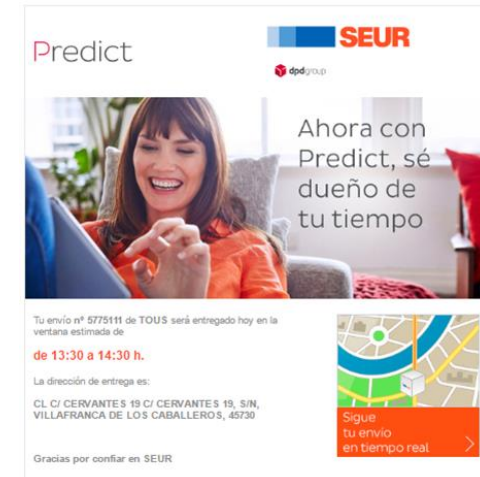 Predict
SEUR
dpdgroup
Ahora con
Predict, sé
dueño de
tu tiempo
Tu envío nº 5775111 de TOUS será entregado hoy en la
ventana estimada de
de 13:30 a 14:30 h.
La dirección de entrega es:
CL C/ CERVANTES 19 C/ CERVANTES 19, S/N,
VILLAFRANCA DE LOS CABALLEROS, 45730
Sigue
tu envío
en tiempo real
Gracias por confiar en SEUR